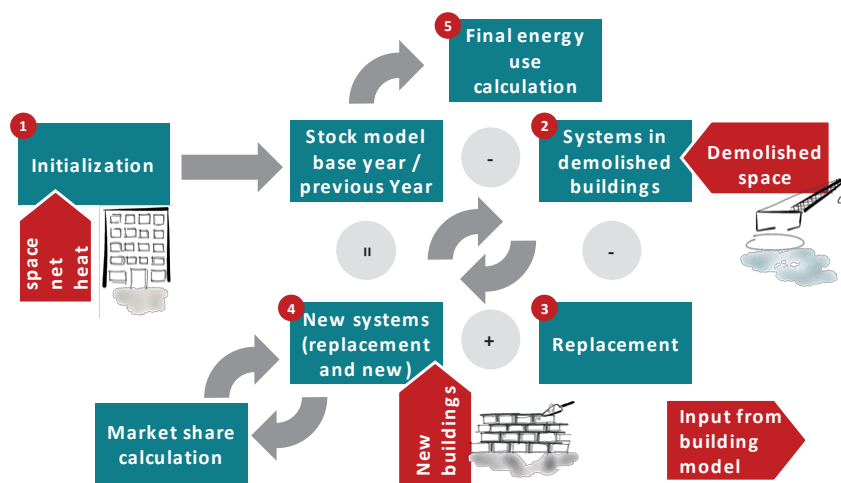 5
Final energy
use
calculation
1
Initialization
Stock model
base year /
previous Year
-
2
Systems in
demolished
buildings
Demolished
space
space
net
heat
=
-
4
New systems
(replacement
and new)
+
3
Replacement
Market share
calculation
New
buildings
Input from
building
model